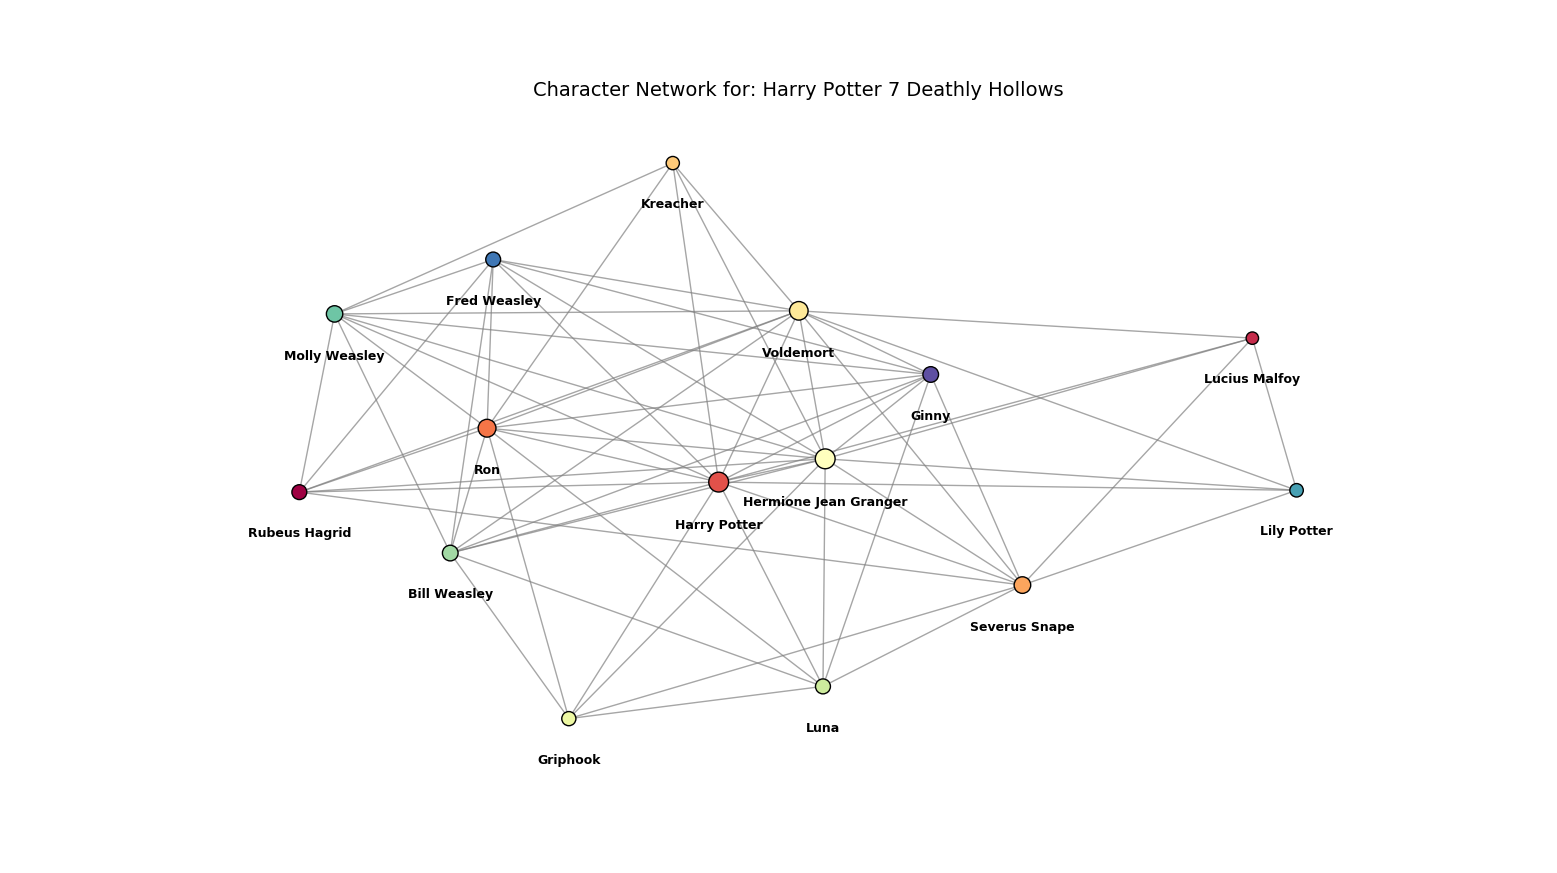 Character Network for: Harry Potter 7 Deathly Hollows
Kreacher
Fred Weasley
Voldemort
Molly Weasley
Lucius Malfoy
Ginny
Ron
Hermione Jean Granger
Harry Potter
Lily Potter
Rubeus Hagrid
Bill Weasley
Severus Snape
Luna
Griphook